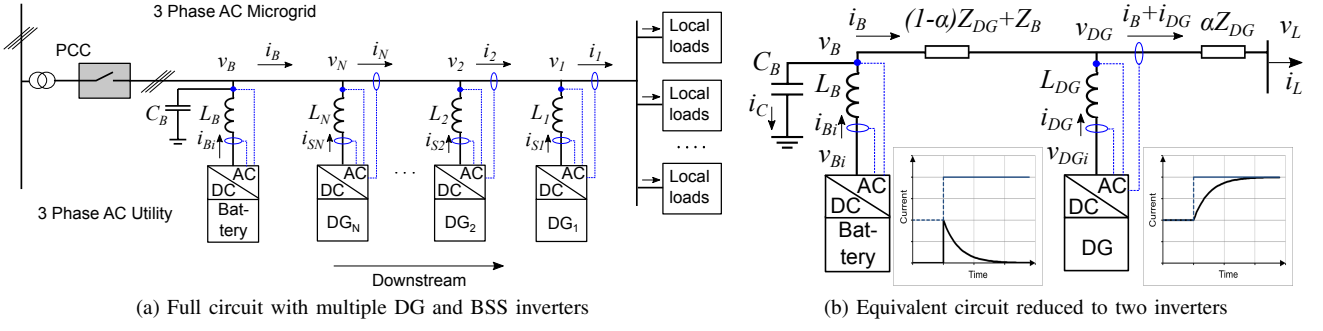 3 Phase AC Microgrid
PCC
v_B
i_B
v_N
i_N
v_2
i_2
v_1
i_1
Local
loads
C_B
L_B
L_N
L_2
L_1
Local
loads
i_Bi
i_SN
i_S2
i_S1
AC
DC
AC
DC
. . .
AC
DC
AC
DC
. . . .
Local
loads
3 Phase AC Utility
Bat-
tery
DG_N
DG_2
DG_1
Downstream
(a) Full circuit with multiple DG and BSS inverters
i_B
(1-α)Z_DG+Z_B
i_B+i_DG
αZ_DG
v_L
v_B
v_DG
C_B
L_B
L_DG
i_L
i_C
i_Bi
i_DG
v_Bi
v_DGi
AC
DC
Bat-
tery
Current
Time
AC
DC
DG
Current
Time
(b) Equivalent circuit reduced to two inverters